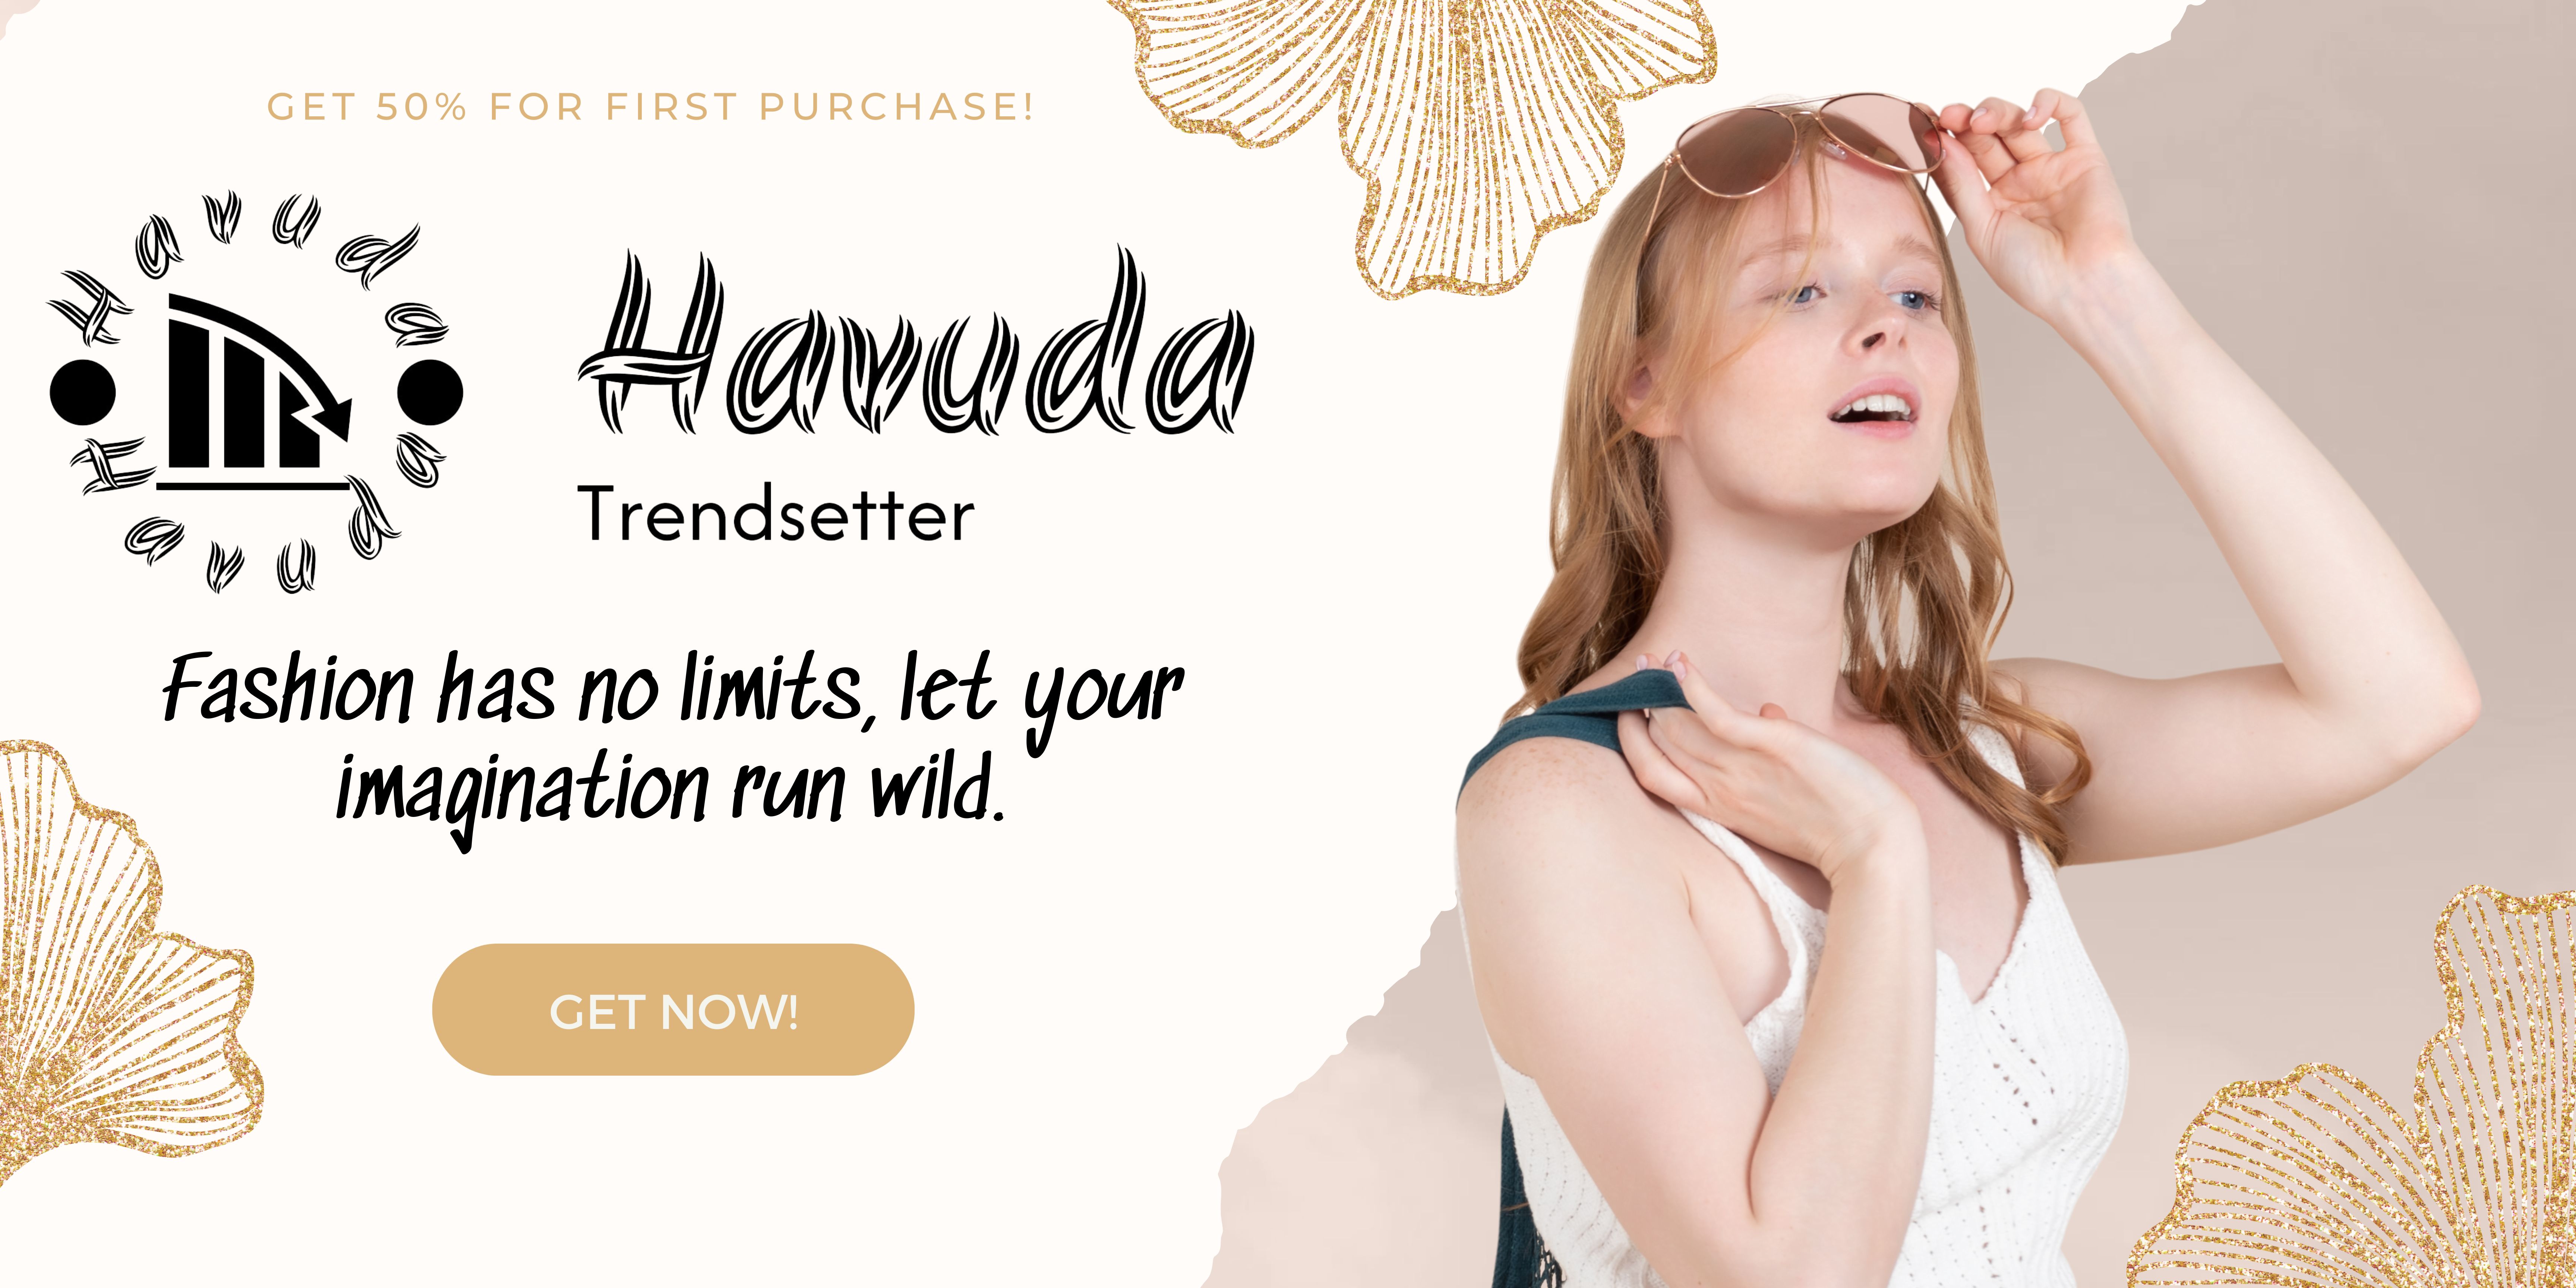 GET 50% FOR FIRST PURCHASE!
Havuda
Havuda
Havuda
Trendsetter
Fashion has no limits, let your
imagination run wild.
GET NOW!